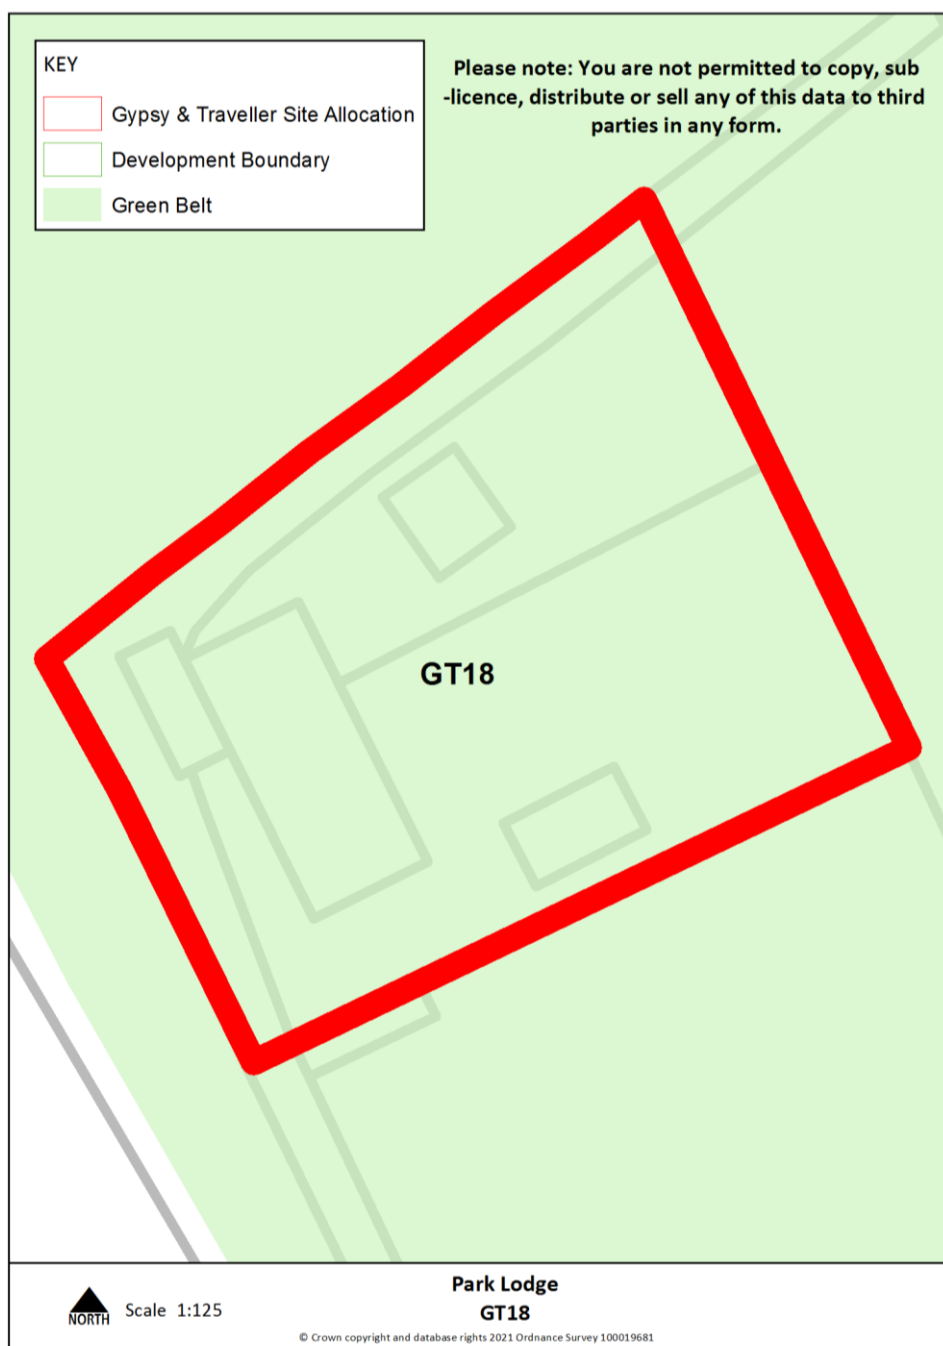 KEY
Gypsy & Traveller Site Allocation
Development Boundary
Green Belt
Please note: You are not permitted to copy, sub
-licence, distribute or sell any of this data to third
parties in any form.
GT18
NORTH
Scale 1:125
Park Lodge
GT18
© Crown copyright and database rights 2021 Ordnance Survey 100019681